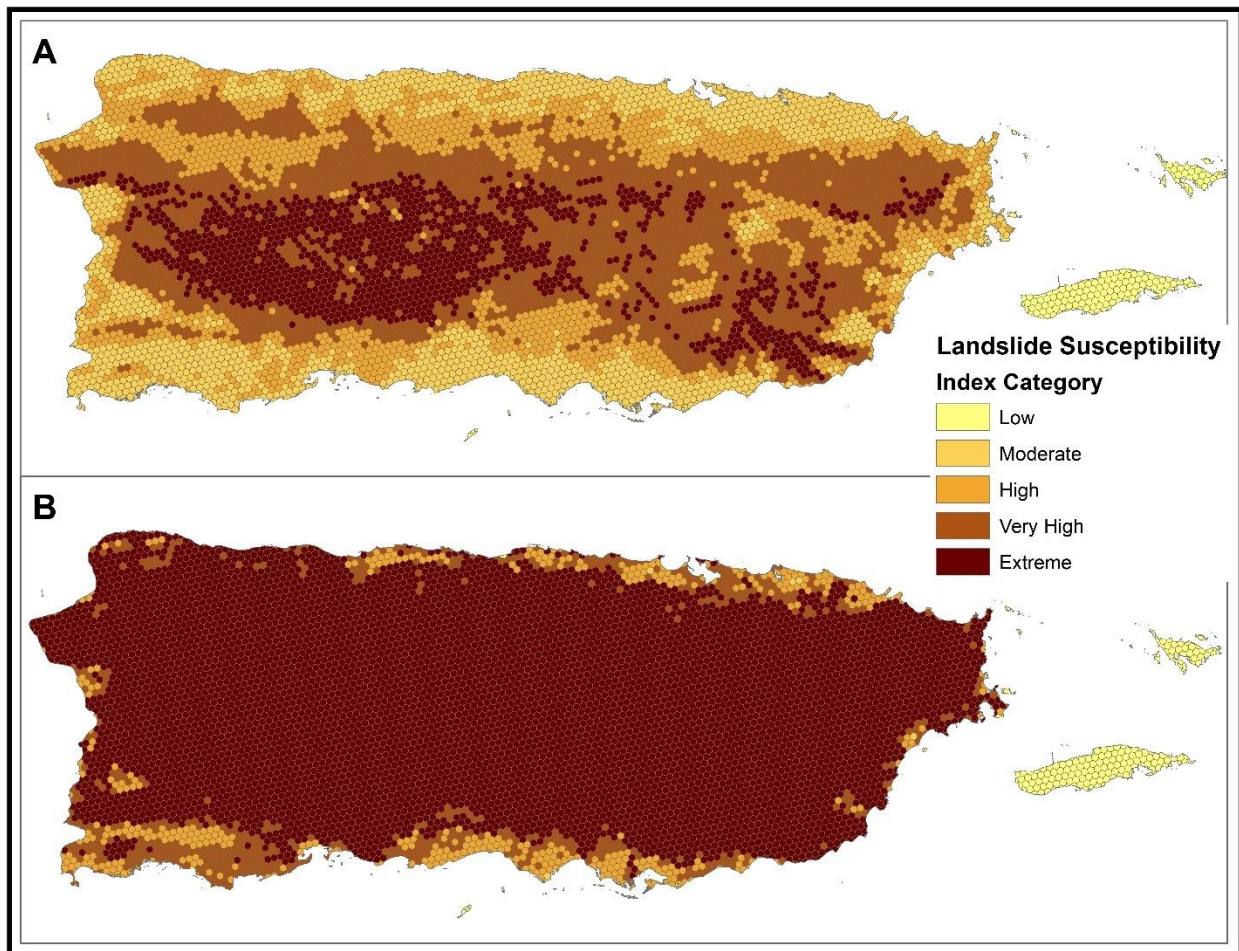 A
Landslide Susceptibility
Index Category
Low
Moderate
High
Very High
Extreme
B